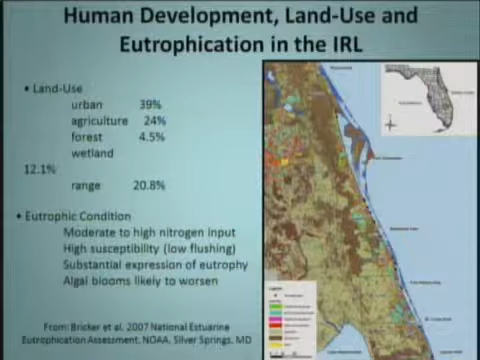 Human Development, Land-Use and
Eutrophication in the IRL
• Land-Use
urban 39%
agriculture 24%
forest 4.5%
wetland
12.1%
range 20.8%
• Eutrophic Condition
Moderate to high nitrogen input
High susceptibility (low flushing)
Substantial expression of eutrophy
Algal blooms likely to worsen
From: Bricker et al. 2007 National Estuarine
Eutrophication Assessment, NOAA, Silver Springs, MD